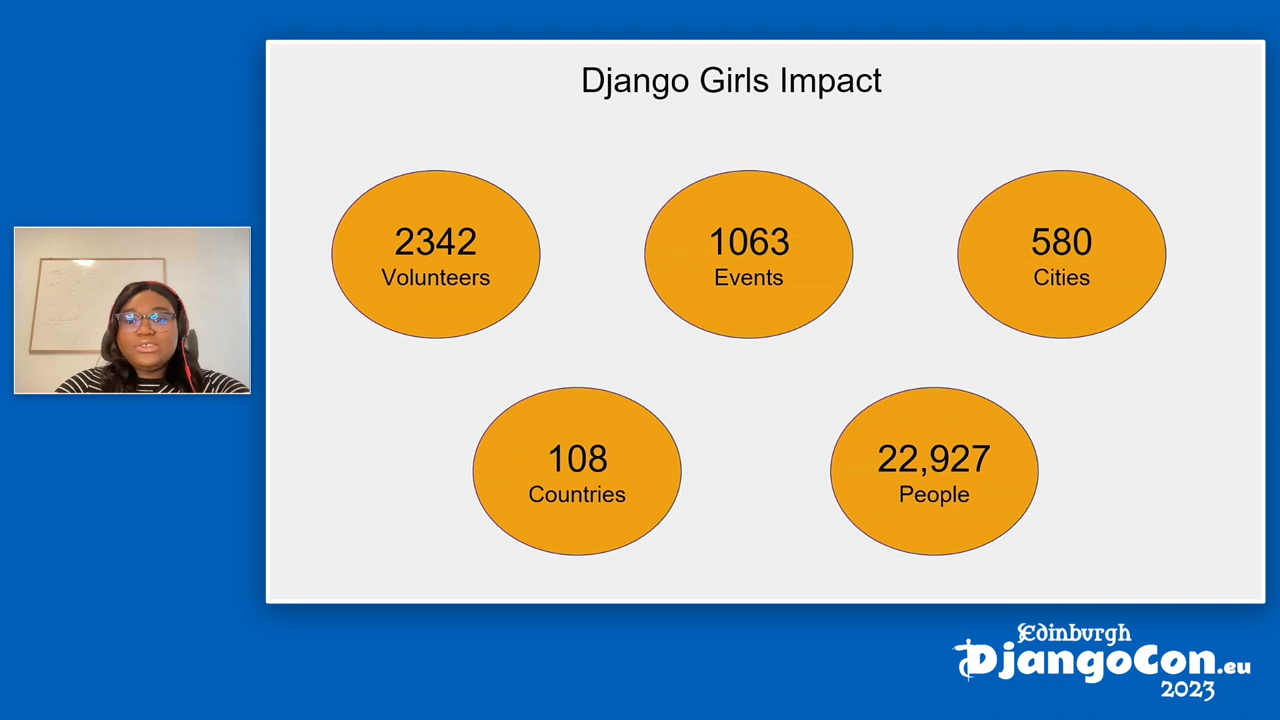 Django Girls Impact
2342
Volunteers
1063
Events
580
Cities
108
Countries
22,927
People
Edinburgh
DjangoCon.eu
2023